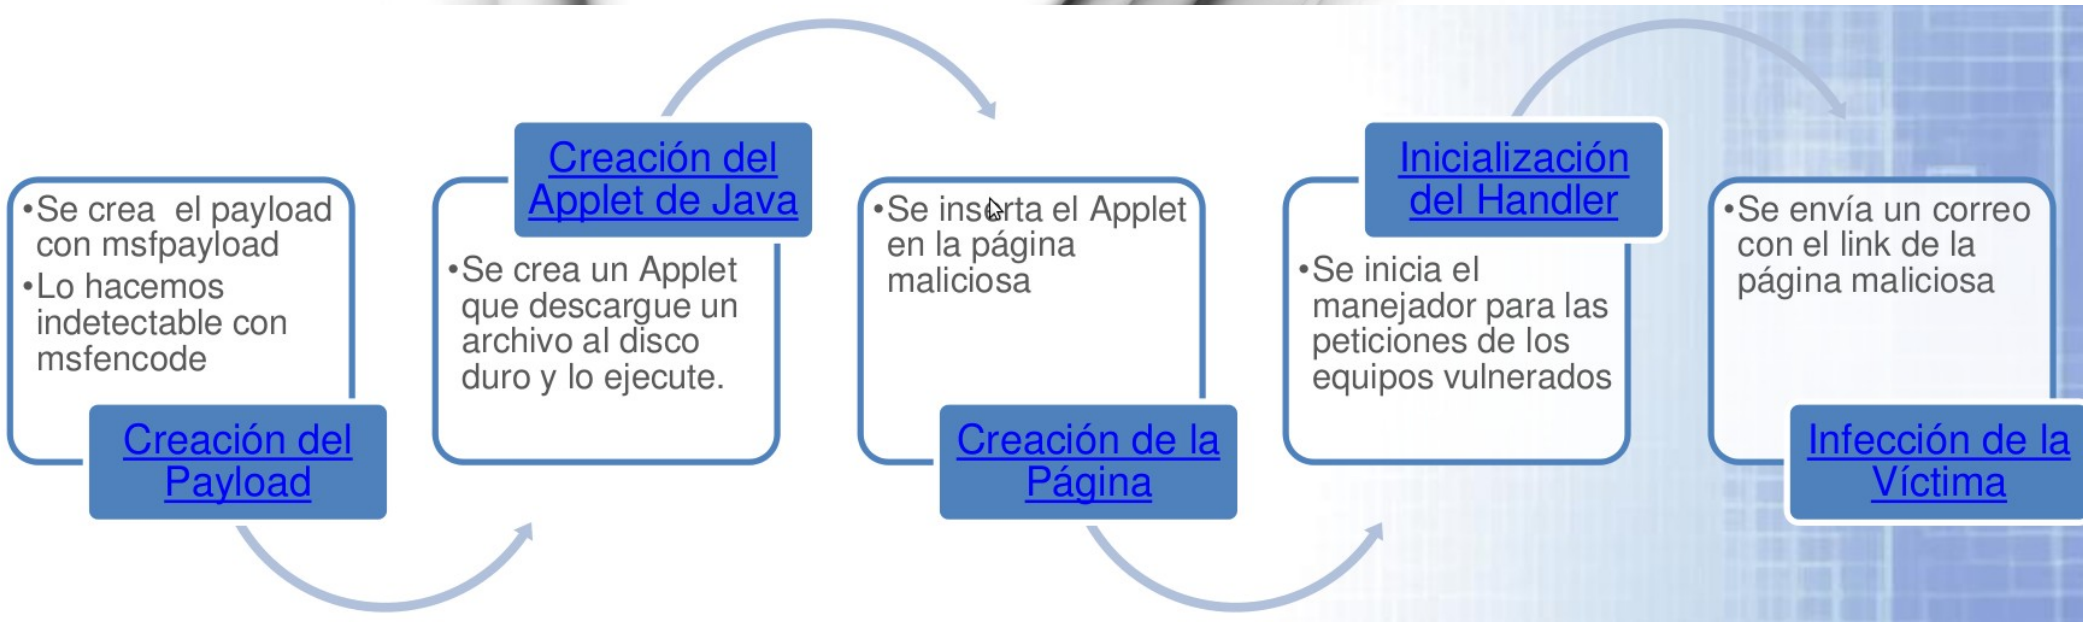 •Se crea  el payload
con msfpayload
•Lo hacemos
indetectable con
msfencode
Creación del
Payload
Creación del
Applet de Java
•Se crea un Applet
que descargue un
archivo al disco
duro y lo ejecute.
•Se inserta el Applet
en la página
maliciosa
Creación de la
Página
Inicialización
del Handler
•Se inicia el
manejador para las
peticiones de los
equipos vulnerados
•Se envía un correo
con el link de la
página maliciosa
Infección de la
Víctima